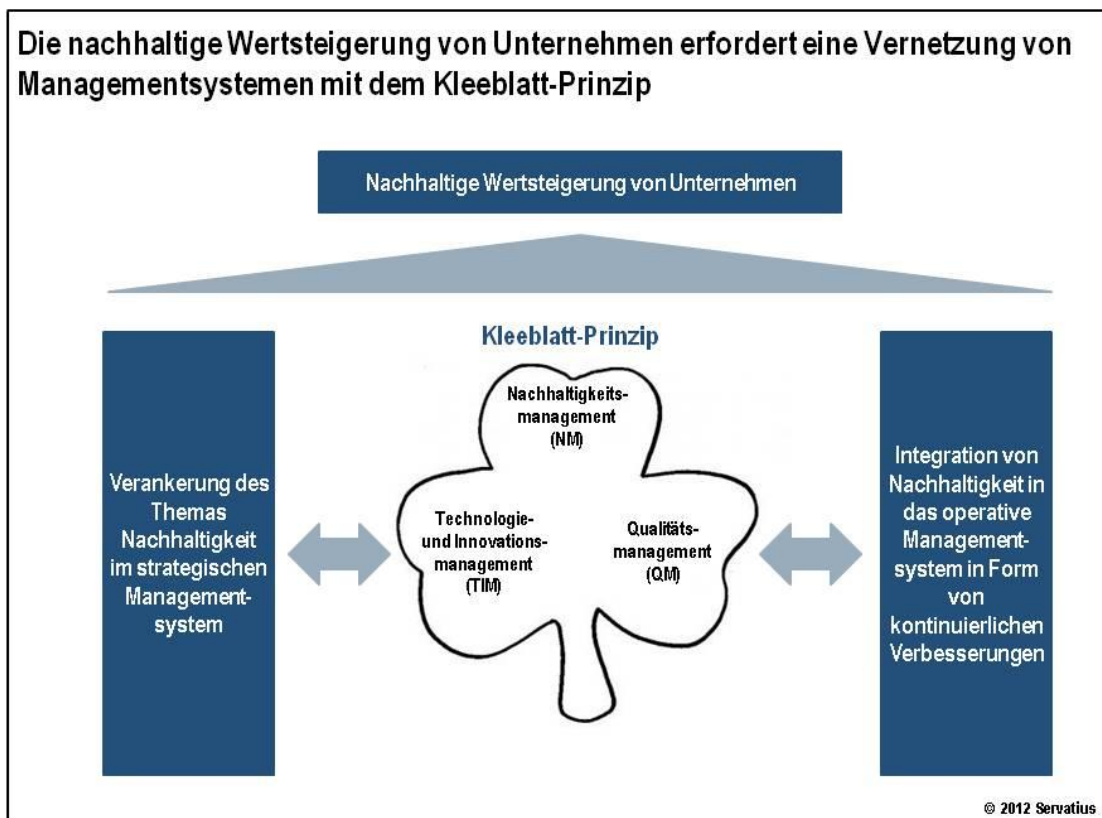 Die nachhaltige Wertsteigerung von Unternehmen erfordert eine Vernetzung von
Managementsystemen mit dem Kleeblatt-Prinzip
Nachhaltige Wertsteigerung von Unternehmen
Verankerung des
Themas
Nachhaltigkeit
im strategischen
Management-
system
Kleeblatt-Prinzip
Nachhaltigkeits-
management
(NM)
Technologie-
und Innovations-
management
(TIM)
Qualitäts-
management
(QM)
Integration von
Nachhaltigkeit in
das operative
Management-
system in Form
von
kontinuierlichen
Verbesserungen
© 2012 Servatius